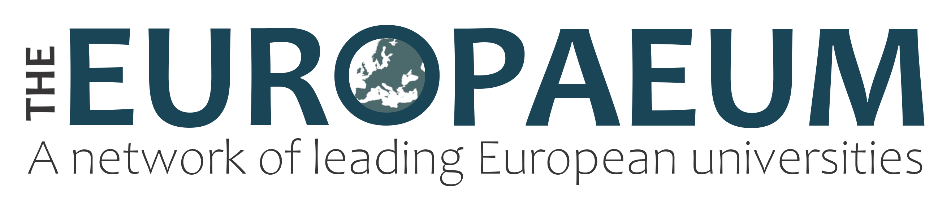 THE EUROPAEUM
A network of leading European universities